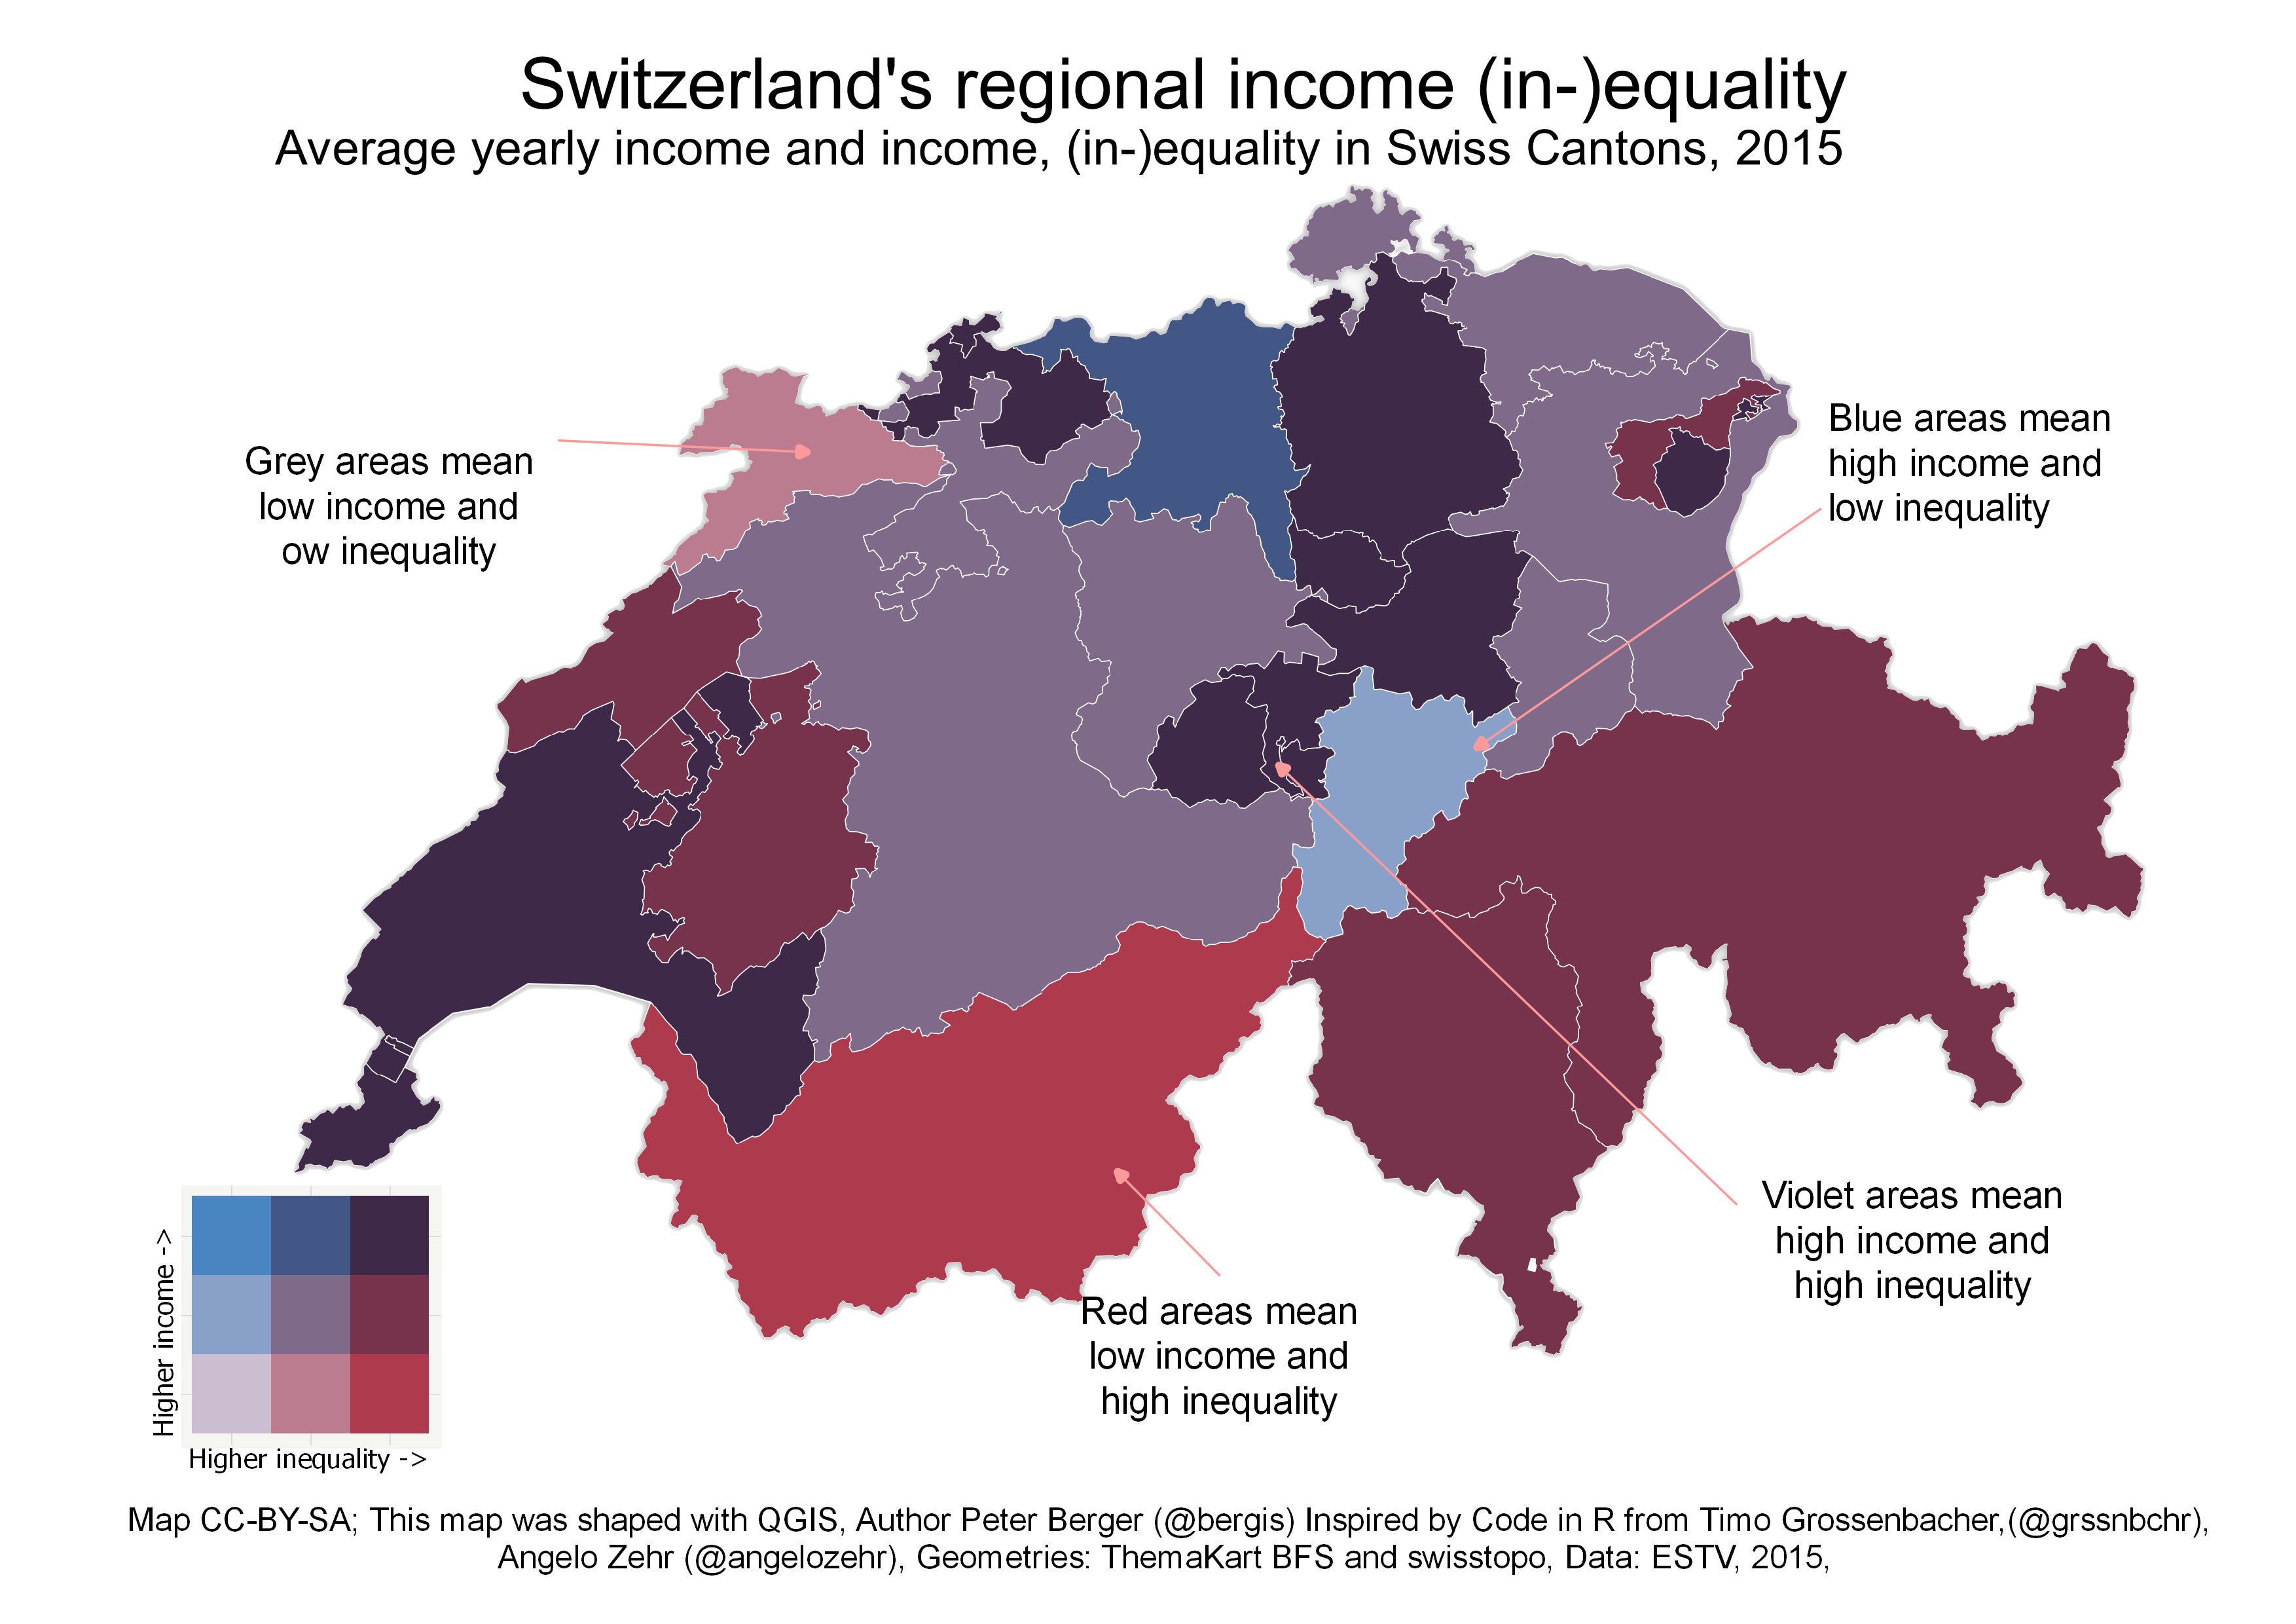 Switzerland's regional income (in-)equality
Average yearly income and income, (in-)equality in Swiss Cantons, 2015
Grey areas mean
low income and
ow inequality
Blue areas mean
high income and
low inequality
Violet areas mean
high income and
high inequality
Red areas mean
low income and
high inequality
Higher income ->
Higher inequality ->
Map CC-BY-SA; This map was shaped with QGIS, Author Peter Berger (@bergis) Inspired by Code in R from Timo Grossenbacher,(@grssnbchr),
Angelo Zehr (@angelozehr), Geometries: ThemaKart BFS and swisstopo, Data: ESTV, 2015,